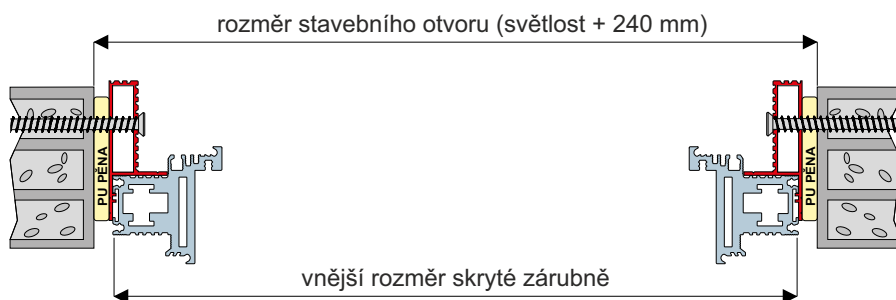 rozměr stavebního otvoru (světlost + 240 mm)
PU PĚNA
PU PĚNA
vnější rozměr skryté zárubně